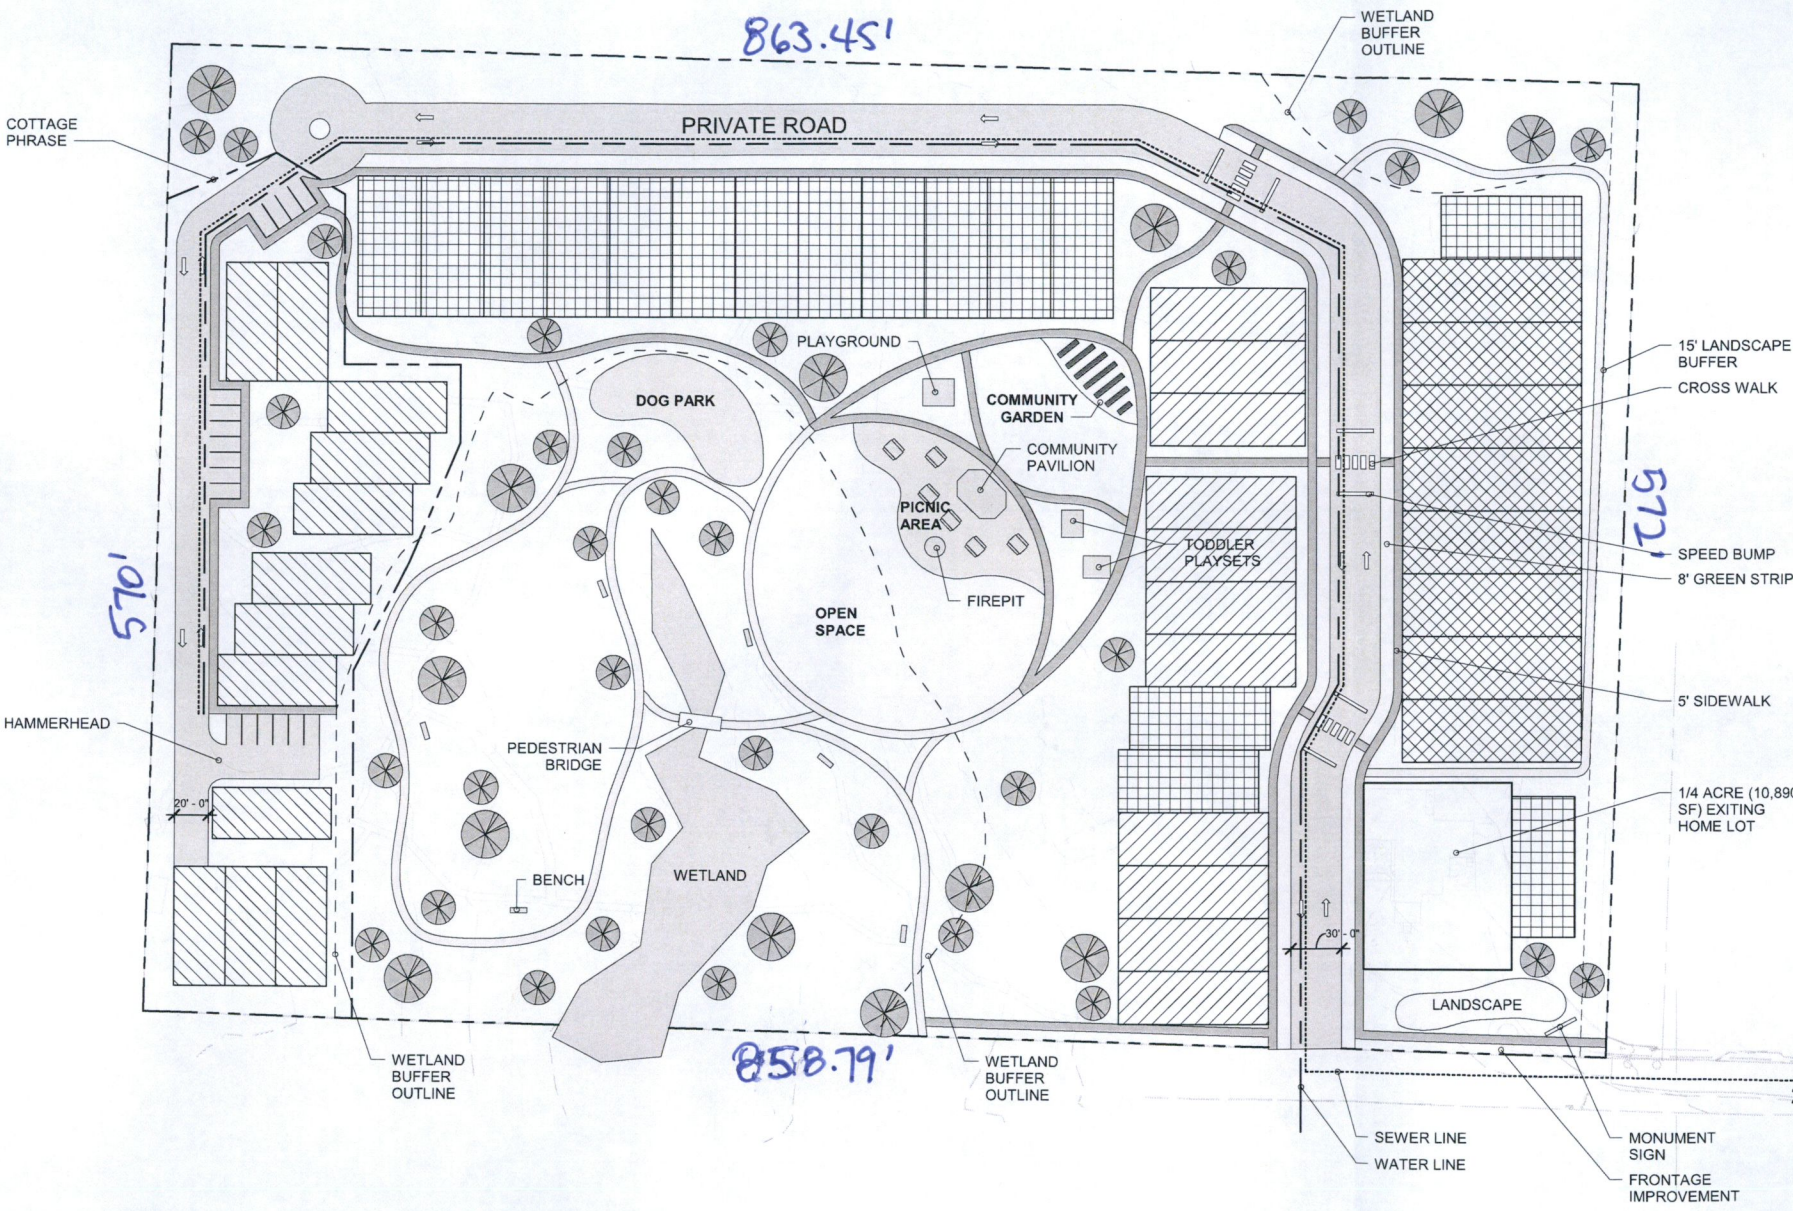 863.45'
WETLAND
BUFFER
OUTLINE
COTTAGE
PHRASE
PRIVATE ROAD
PLAYGROUND
DOG PARK
COMMUNITY
GARDEN
COMMUNITY
PAVILION
PICNIC
AREA
TODDLER
PLAYSETS
FIREPIT
OPEN
SPACE
15' LANDSCAPE
BUFFER
CROSS WALK
572'
SPEED BUMP
8' GREEN STRIP
5' SIDEWALK
570'
HAMMERHEAD
PEDESTRIAN
BRIDGE
1/4 ACRE (10,890
SF) EXITING
HOME LOT
20' - 0"
BENCH
WETLAND
30' - 0"
LANDSCAPE
WETLAND
BUFFER
OUTLINE
858.79'
WETLAND
BUFFER
OUTLINE
SEWER LINE
WATER LINE
MONUMENT
SIGN
FRONTAGE
IMPROVEMENT